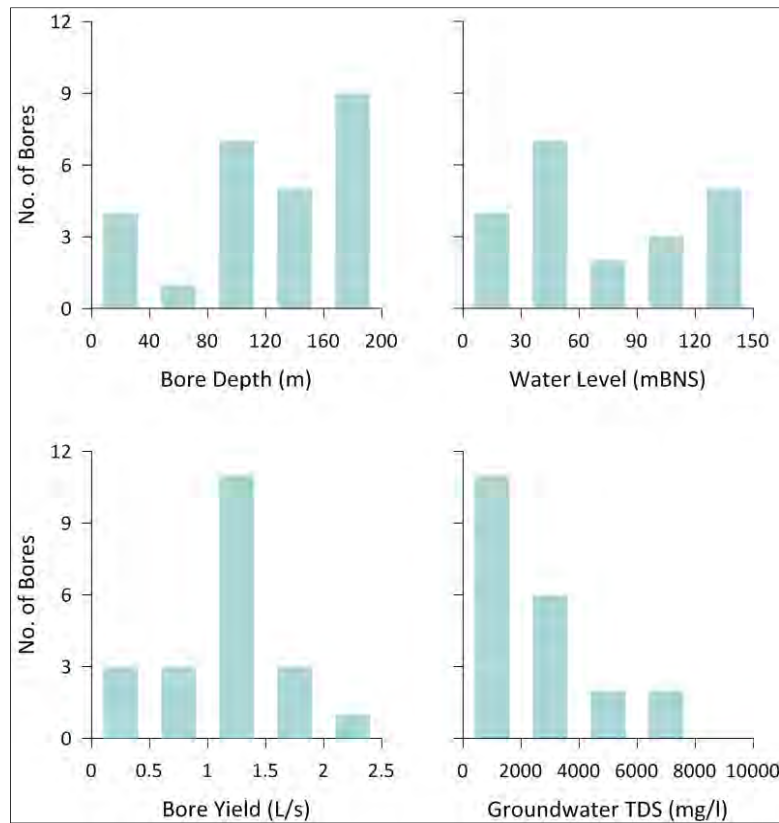 12
9
6
3
0
No. of Bores
0 40 80 120 160 200
Bore Depth (m)
0 30 60 90 120 150
Water Level (mBNS)
12
9
6
3
0
No. of Bores
0 0.5 1 1.5 2 2.5
Bore Yield (L/s)
0 2000 4000 6000 8000 10000
Groundwater TDS (mg/l)